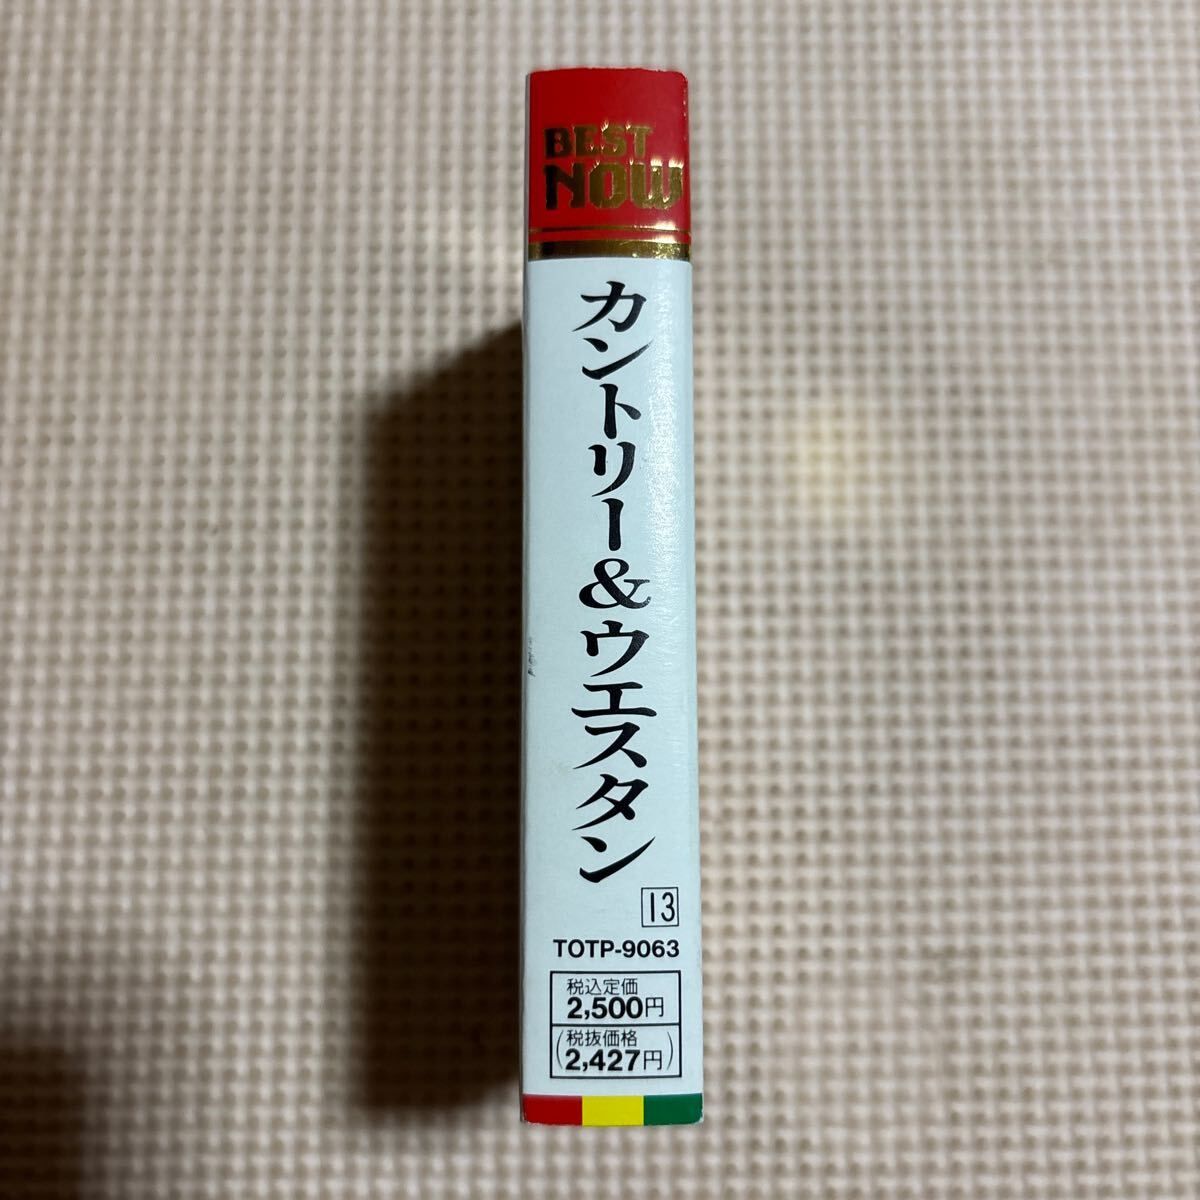 BEST
NOW
カントリー&ウエスタン
13
TOTP-9063
税込定価
2,500円
(税抜価格
2,427円)